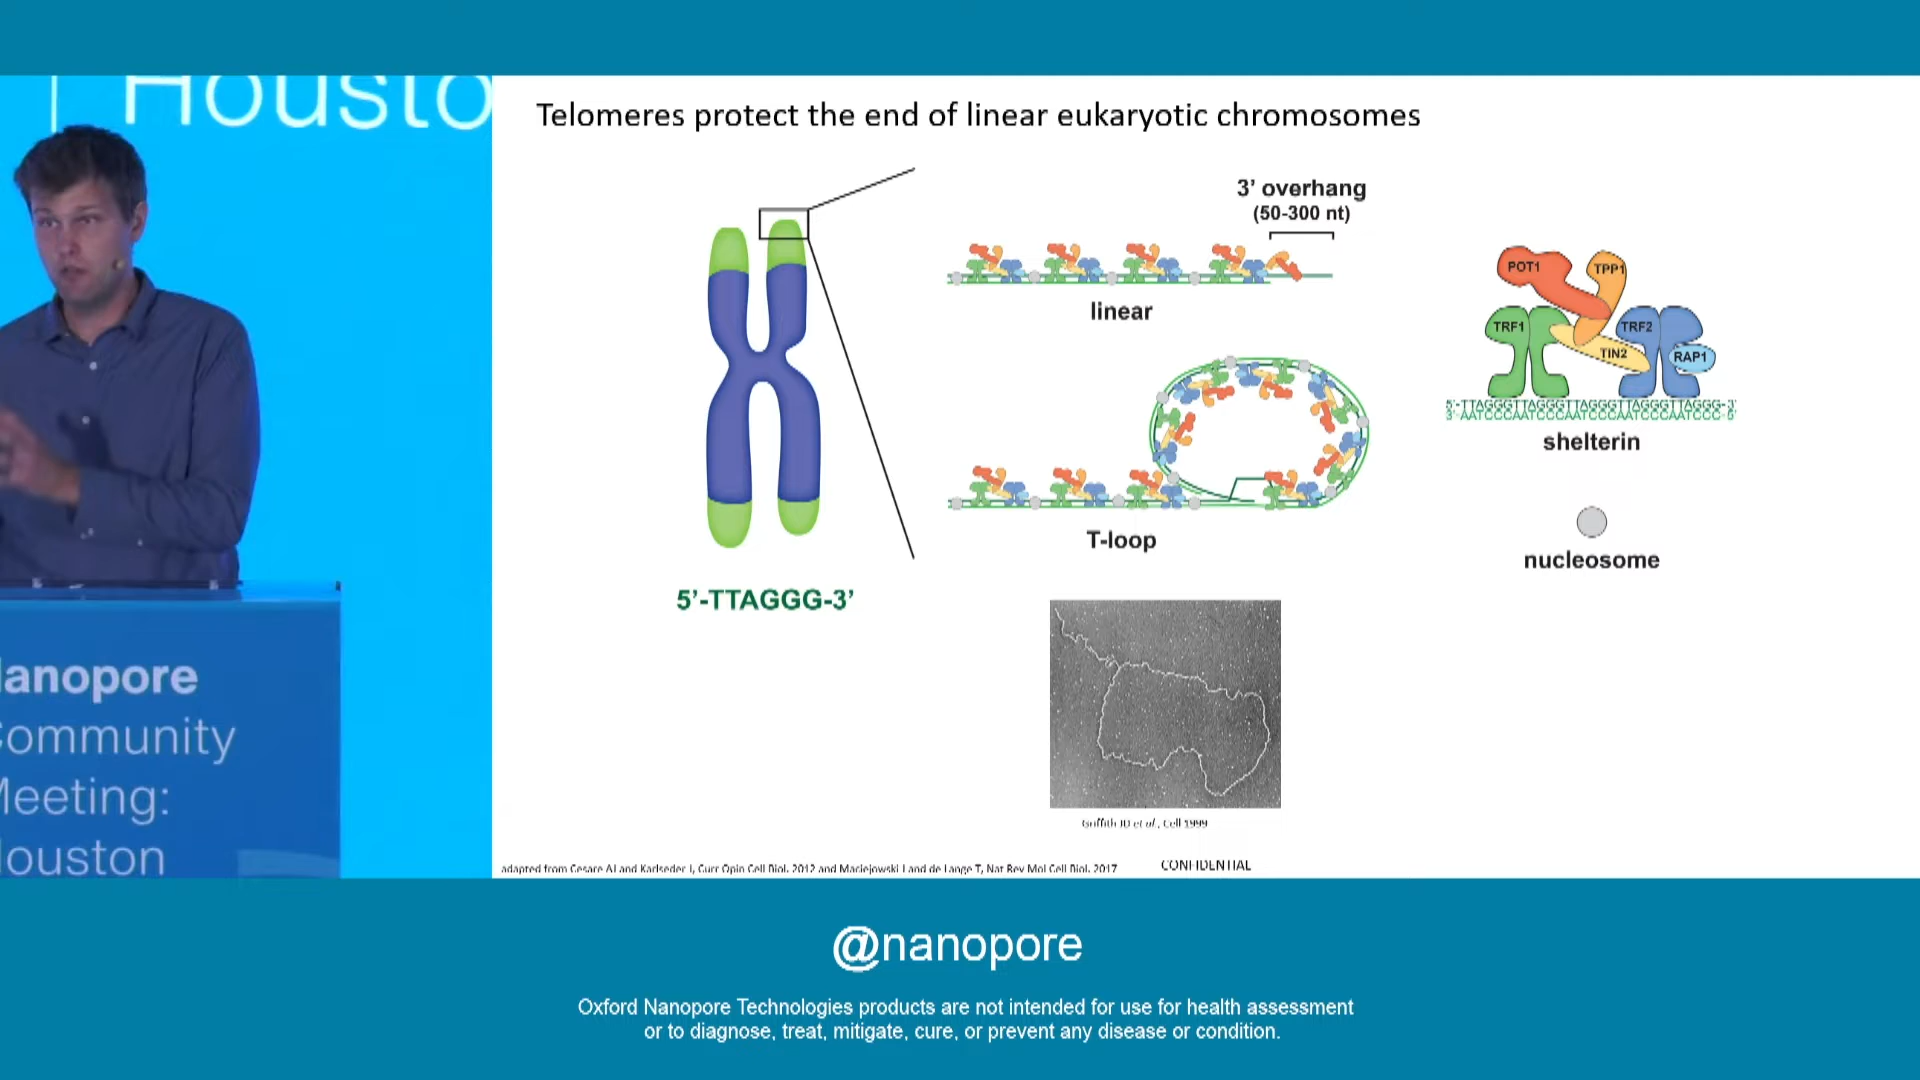 Housto
Nanopore
Community
Meeting:
Houston
Telomeres protect the end of linear eukaryotic chromosomes
3’ overhang
(50-300 nt)
linear
T-loop
5’-TTAGGG-3’
POT1
TPP1
TRF1
TRF2
TIN2
RAP1
5'-TTAGGGTTAGGGTTAGGGTTAGGGTTAGGG-3'
3'-AATCCCAATCCCAATCCCAATCCCAATCCC-5'
shelterin
nucleosome
Griffith JD et al., Cell 1999
adapted from Cesare AJ and Karlseder J, Curr Opin Cell Biol. 2012 and Maciejowski J and de Lange T, Nat Rev Mol Cell Biol. 2017
CONFIDENTIAL
@nanopore
Oxford Nanopore Technologies products are not intended for use for health assessment
or to diagnose, treat, mitigate, cure, or prevent any disease or condition.